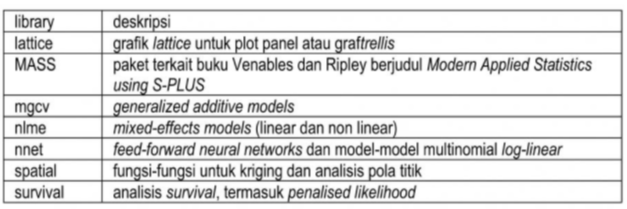 library deskripsi
lattice grafik lattice untuk plot panel atau graftrellis
MASS paket terkait buku Venables dan Ripley berjudul Modern Applied Statistics
using S-PLUS
mgcv generalized additive models
nlme mixed-effects models (linear dan non linear)
nnet feed-forward neural networks dan model-model multinomial log-linear
spatial fungsi-fungsi untuk kriging dan analisis pola titik
survival analisis survival, termasuk penalised likelihood